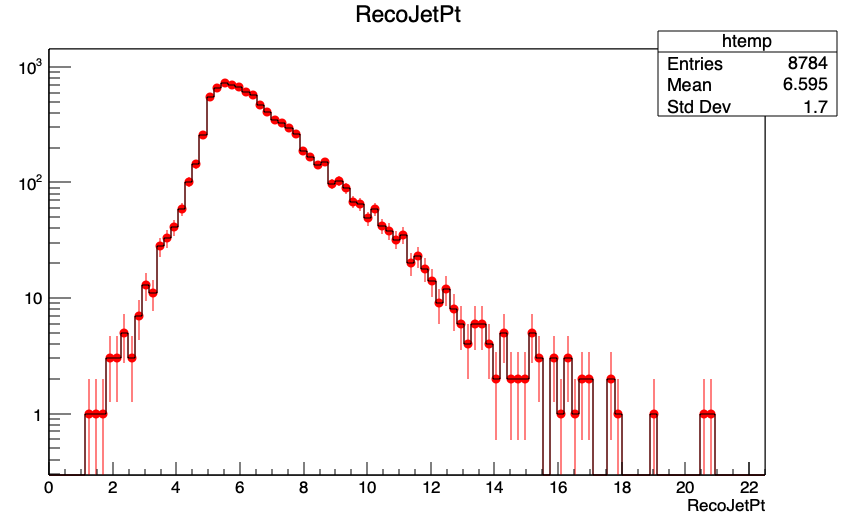 RecoJetPt
htemp
Entries 8784
Mean 6.595
Std Dev 1.7
10³
10²
10
1
0 2 4 6 8 10 12 14 16 18 20 22
RecoJetPt